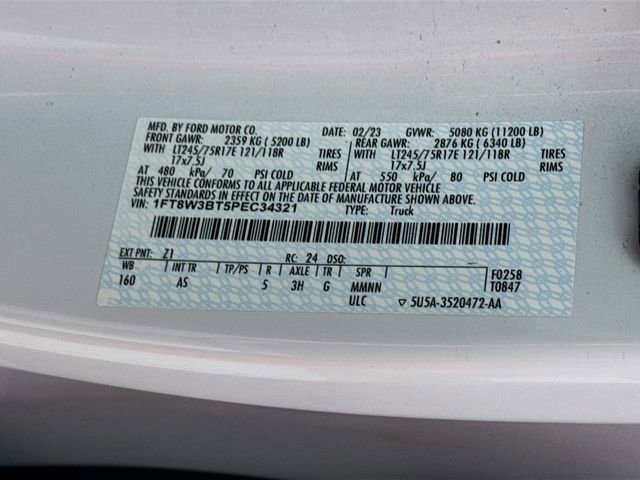 MFD. BY FORD MOTOR CO. DATE: 02/23 GVWR: 5080 KG (11200 LB)
FRONT GAWR: 2359 KG (5200 LB) REAR GAWR: 2876 KG (6340 LB)
WITH LT245/75R17E 121/118R TIRES WITH LT245/75R17E 121/118R TIRES
17x7.5J RIMS 17x7.5J RIMS
AT 480 kPa/ 70 PSI COLD AT 550 kPa/ 80 PSI COLD
THIS VEHICLE CONFORMS TO ALL APPLICABLE FEDERAL MOTOR VEHICLE
SAFETY STANDARDS IN EFFECT ON THE DATE OF MANUFACTURE SHOWN ABOVE.
VIN: 1FT8W3BT5PEC34321 TYPE: Truck
EXT PNT: Z1 RC: 24 DSO: F0258
WB INT TR TP/PS R AXLE TR SPR T0847
160 AS 5 3H G MMNN
ULC 5U5A-3520472-AA